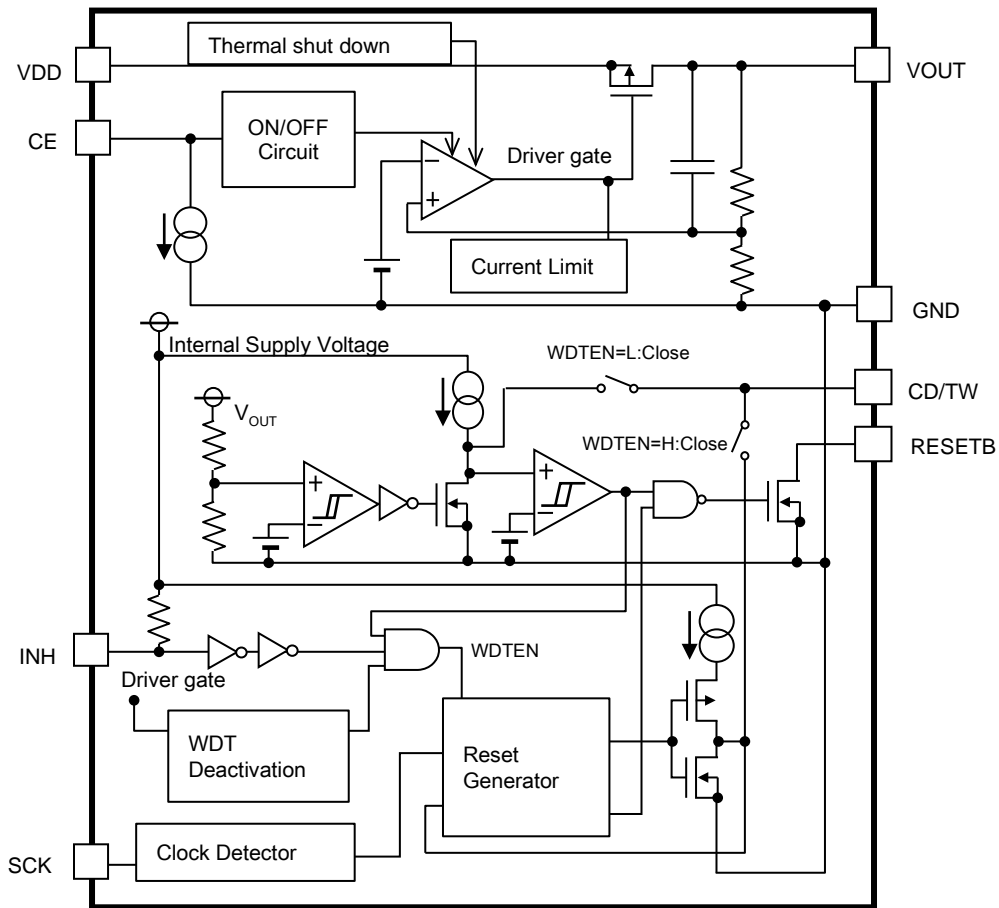 Thermal shut down
VDD
VOUT
CE
ON/OFF
Circuit
Driver gate
−
+
Current Limit
GND
Internal Supply Voltage
WDTEN=L:Close
CD/TW
VOUT
WDTEN=H:Close
RESETB
+
−
+
−
INH
WDTEN
Driver gate
WDT
Deactivation
Reset
Generator
SCK
Clock Detector